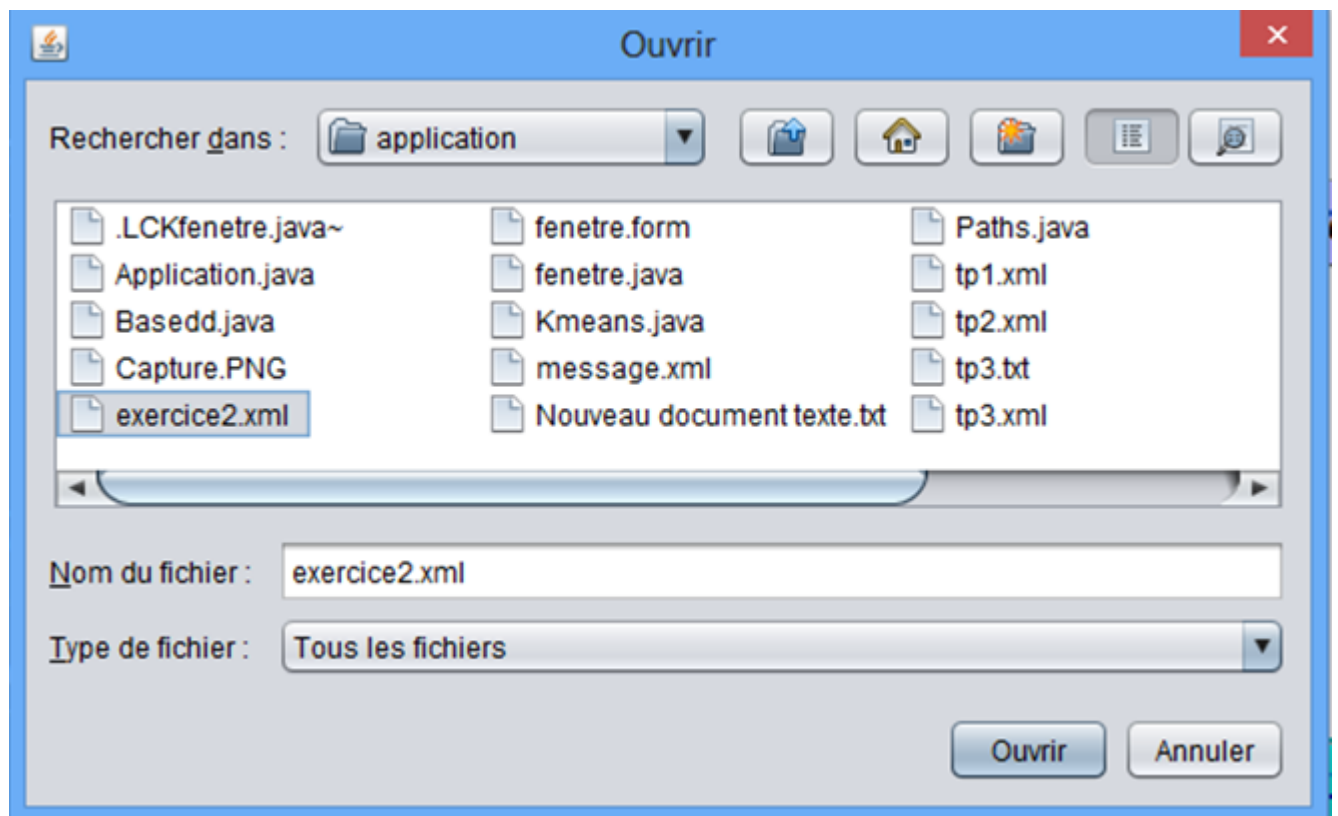 Ouvrir
Rechercher dans : application
.LCKfenetre.java~ fenetre.form Paths.java
Application.java fenetre.java tp1.xml
Basedd.java Kmeans.java tp2.xml
Capture.PNG message.xml tp3.txt
exercice2.xml Nouveau document texte.txt tp3.xml
Nom du fichier : exercice2.xml
Type de fichier : Tous les fichiers
Ouvrir Annuler